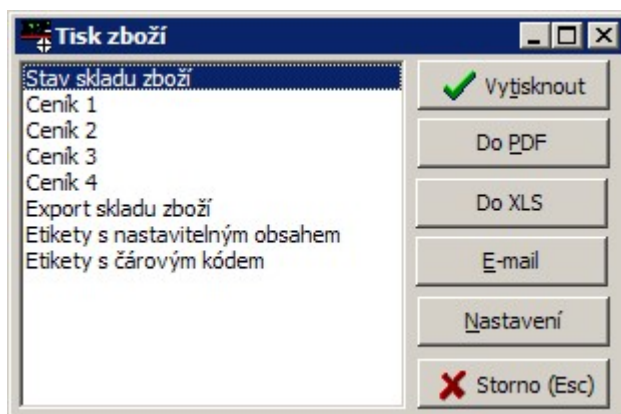 Tisk zboží
Stav skladu zboží
Ceník 1
Ceník 2
Ceník 3
Ceník 4
Export skladu zboží
Etikety s nastavitelným obsahem
Etikety s čárovým kódem
Vytisknout
Do PDF
Do XLS
E-mail
Nastavení
Storno (Esc)